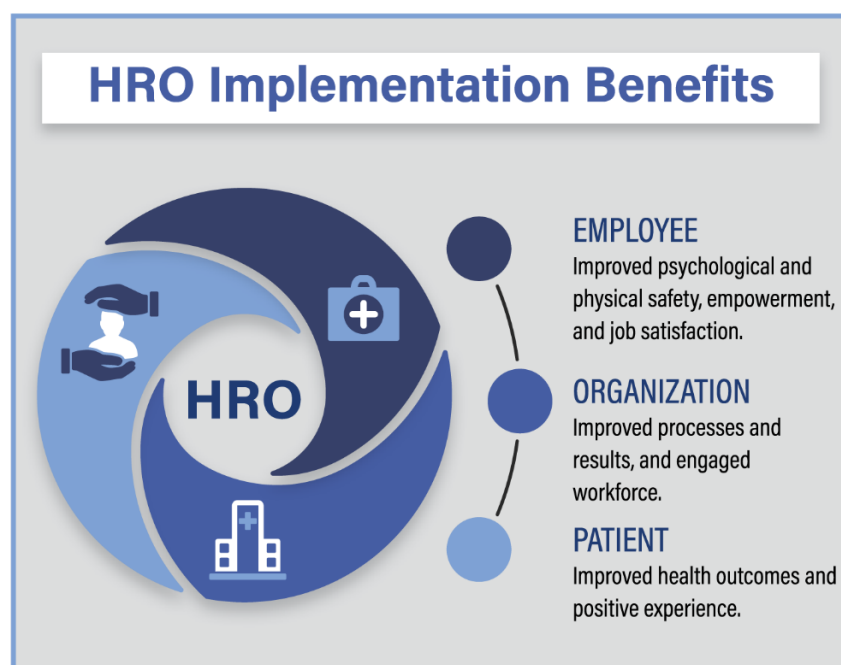 HRO Implementation Benefits
HRO
EMPLOYEE
Improved psychological and
physical safety, empowerment,
and job satisfaction.
ORGANIZATION
Improved processes and
results, and engaged
workforce.
PATIENT
Improved health outcomes and
positive experience.